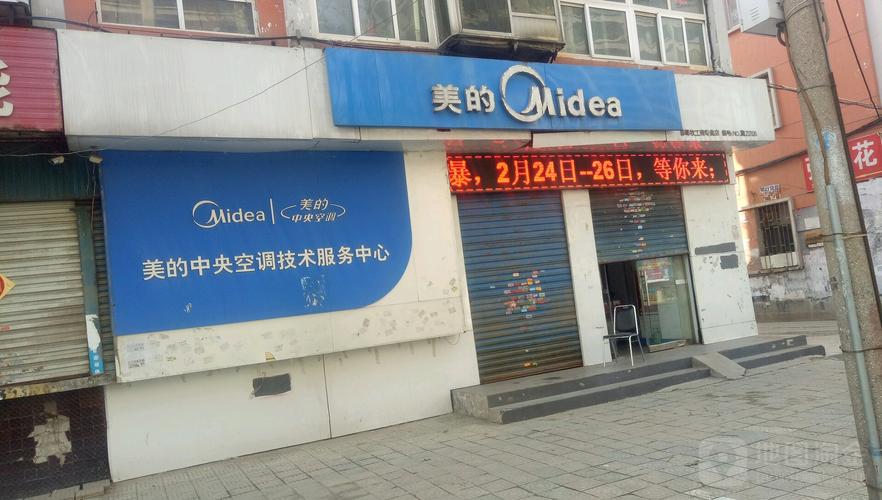 美的 Midea
暴，2月24日--26日，等你来；
Midea | 美的
中央空调
美的中央空调技术服务中心
花